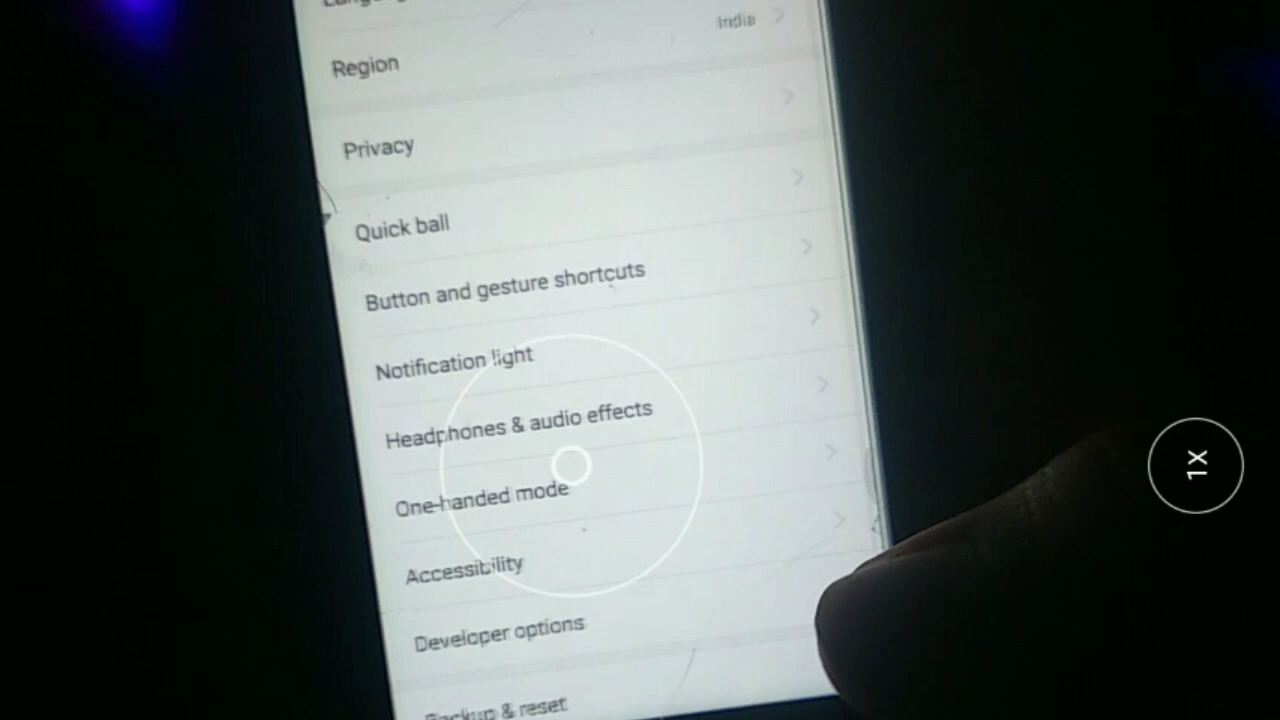 India
Region
Privacy
Quick ball
Button and gesture shortcuts
Notification light
Headphones & audio effects
One-handed mode
Accessibility
Developer options
Backup & reset
1X